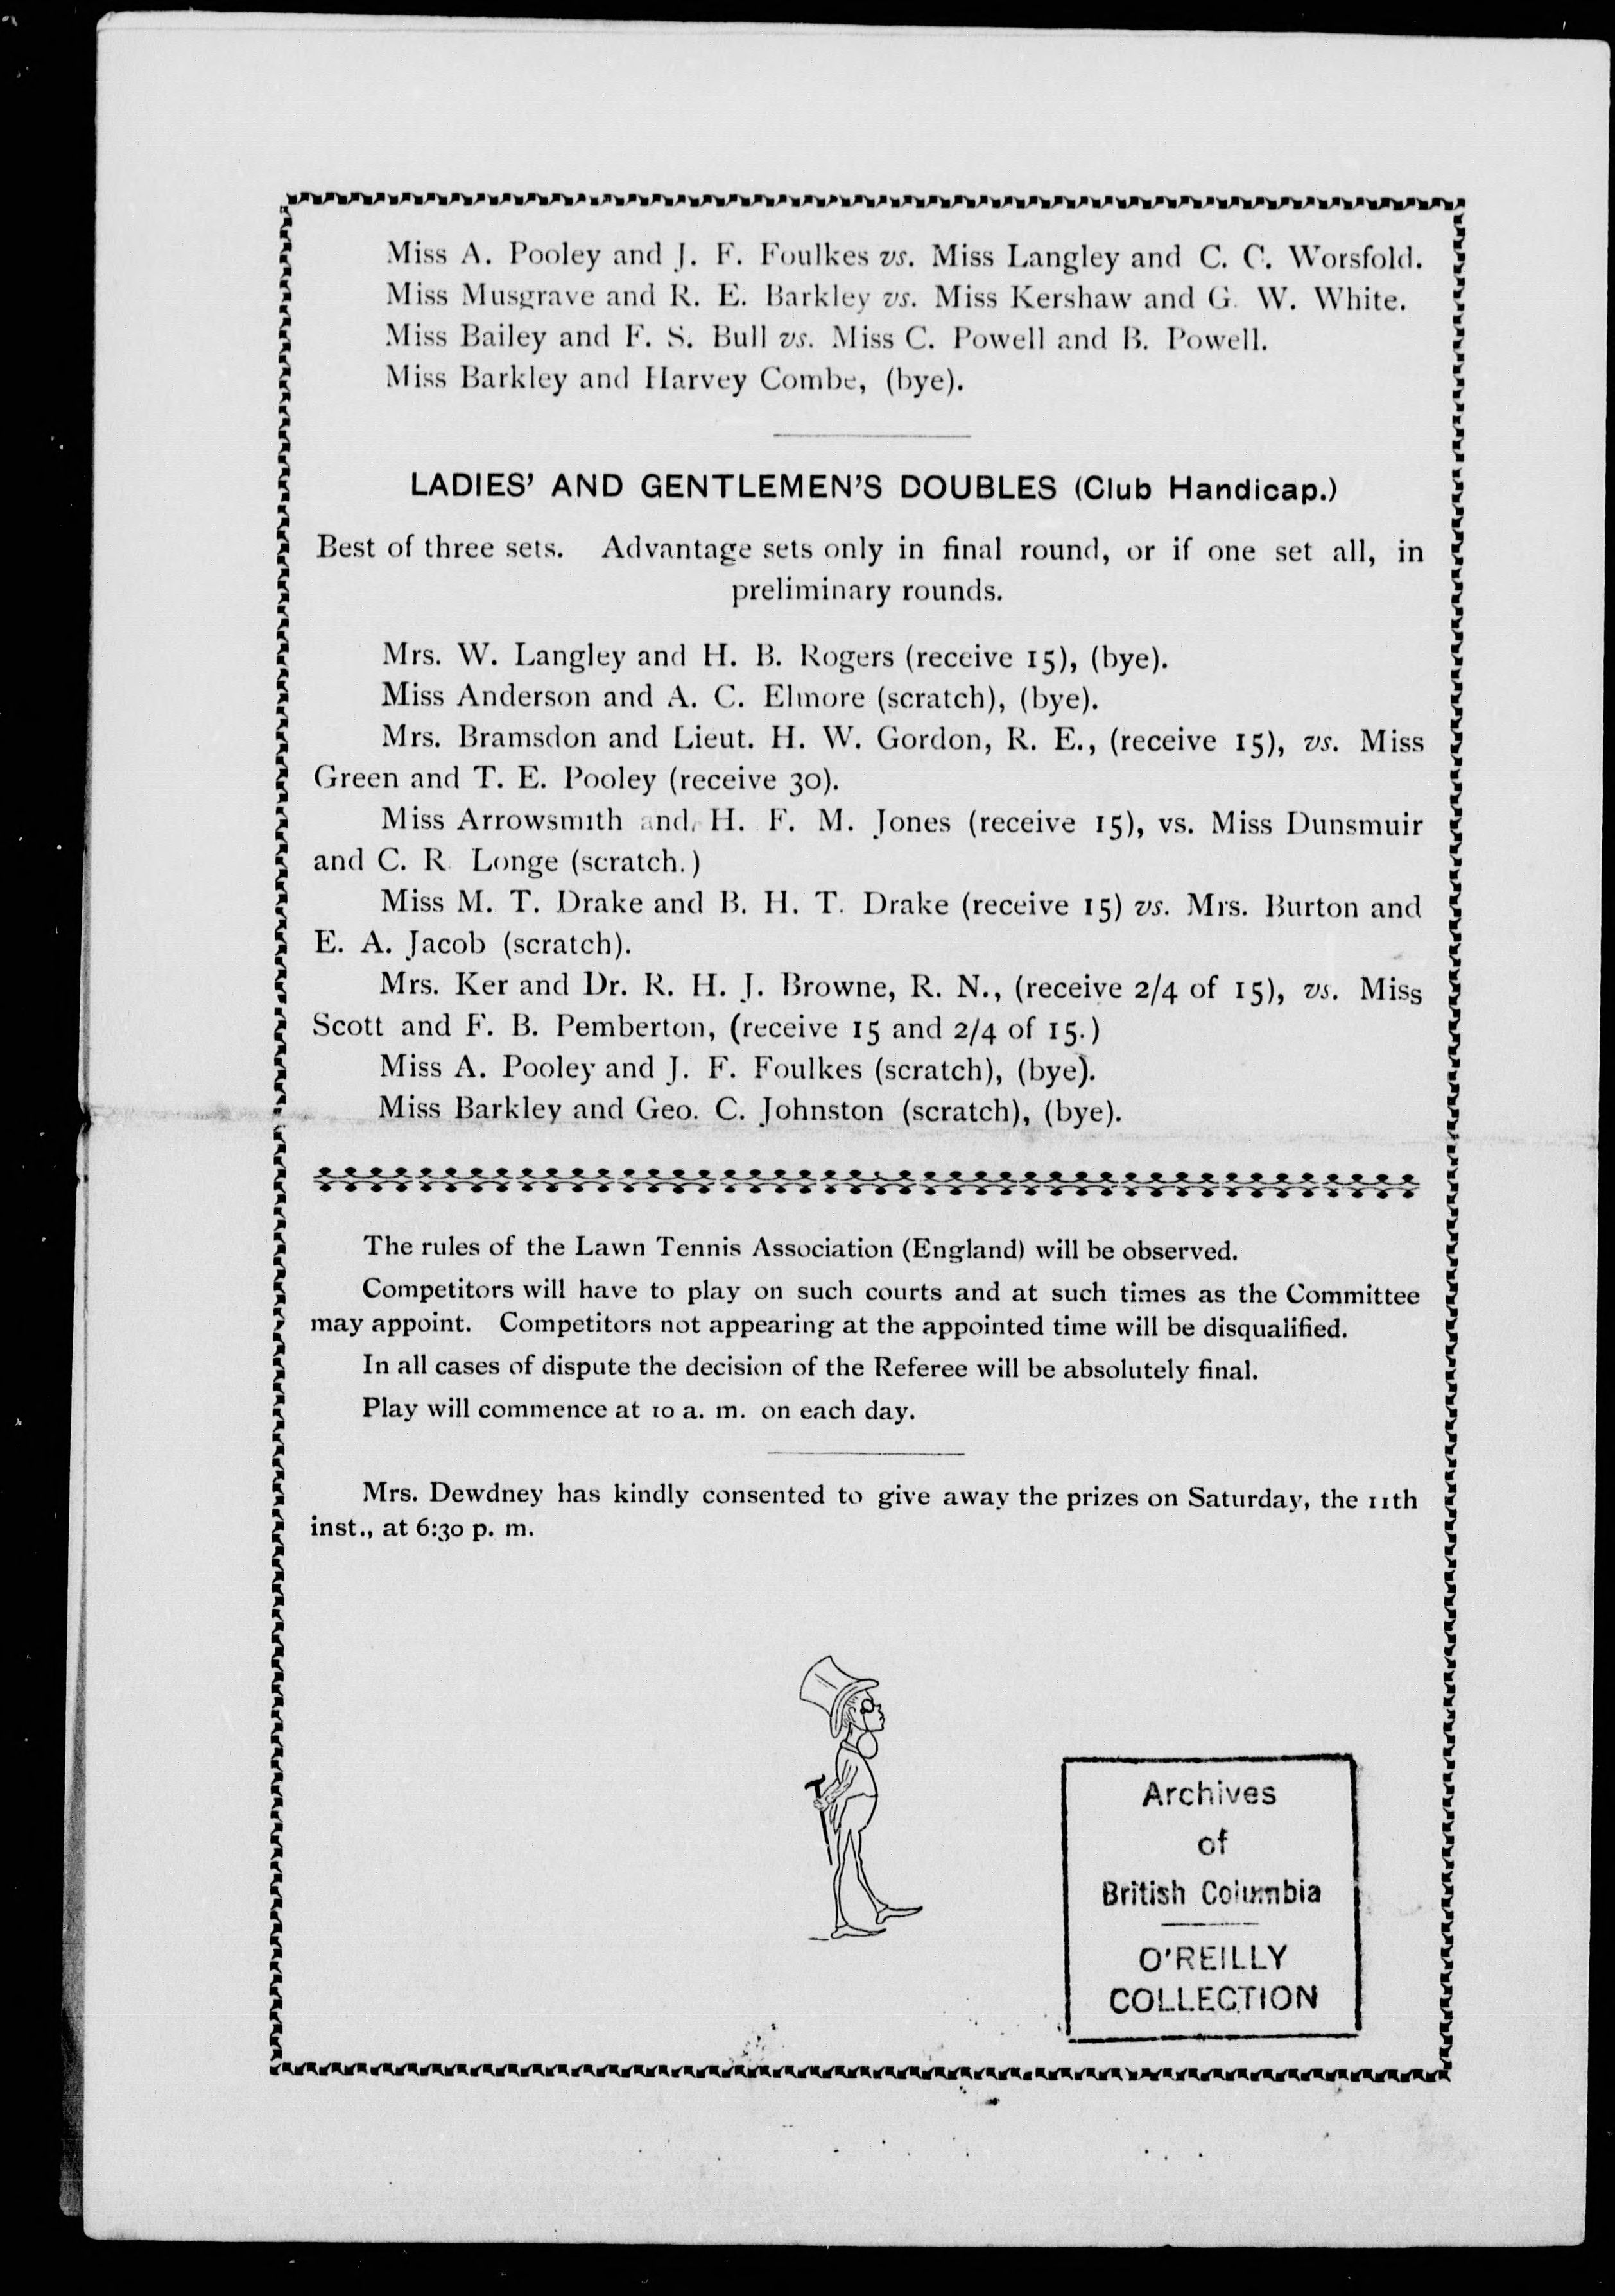 Miss A. Pooley and J. F. Foulkes vs. Miss Langley and C. C. Worsfold.
Miss Musgrave and R. E. Barkley vs. Miss Kershaw and G. W. White.
Miss Bailey and F. S. Bull vs. Miss C. Powell and B. Powell.
Miss Barkley and Harvey Combe, (bye).
LADIES' AND GENTLEMEN'S DOUBLES (Club Handicap.)
Best of three sets. Advantage sets only in final round, or if one set all, in
preliminary rounds.
Mrs. W. Langley and H. B. Rogers (receive 15), (bye).
Miss Anderson and A. C. Elmore (scratch), (bye).
Mrs. Bramsdon and Lieut. H. W. Gordon, R. E., (receive 15), vs. Miss
Green and T. E. Pooley (receive 30).
Miss Arrowsmith and H. F. M. Jones (receive 15), vs. Miss Dunsmuir
and C. R. Longe (scratch.)
Miss M. T. Drake and B. H. T. Drake (receive 15) vs. Mrs. Burton and
E. A. Jacob (scratch).
Mrs. Ker and Dr. R. H. J. Browne, R. N., (receive 2/4 of 15), vs. Miss
Scott and F. B. Pemberton, (receive 15 and 2/4 of 15.)
Miss A. Pooley and J. F. Foulkes (scratch), (bye).
Miss Barkley and Geo. C. Johnston (scratch), (bye).
The rules of the Lawn Tennis Association (England) will be observed.
Competitors will have to play on such courts and at such times as the Committee
may appoint. Competitors not appearing at the appointed time will be disqualified.
In all cases of dispute the decision of the Referee will be absolutely final.
Play will commence at 10 a. m. on each day.
Mrs. Dewdney has kindly consented to give away the prizes on Saturday, the 11th
inst., at 6:30 p. m.
Archives
of
British Columbia
O'REILLY
COLLECTION